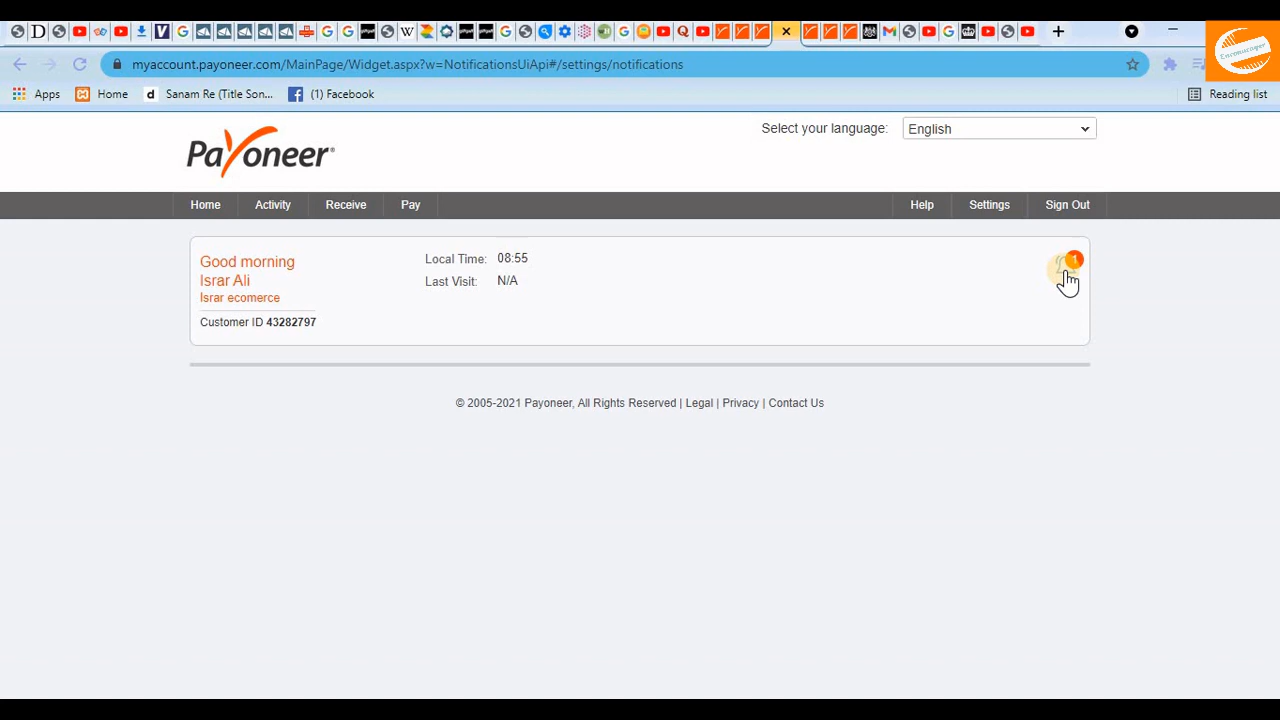 myaccount.payoneer.com/MainPage/Widget.aspx?w=NotificationsUiApi#/settings/notifications
Apps Home Sanam Re (Title Son... (1) Facebook Reading list
Payoneer®
Select your language: English
Home Activity Receive Pay Help Settings Sign Out
Good morning
Israr Ali
Israr ecomerce
Customer ID 43282797
Local Time: 08:55
Last Visit: N/A
1
© 2005-2021 Payoneer, All Rights Reserved | Legal | Privacy | Contact Us